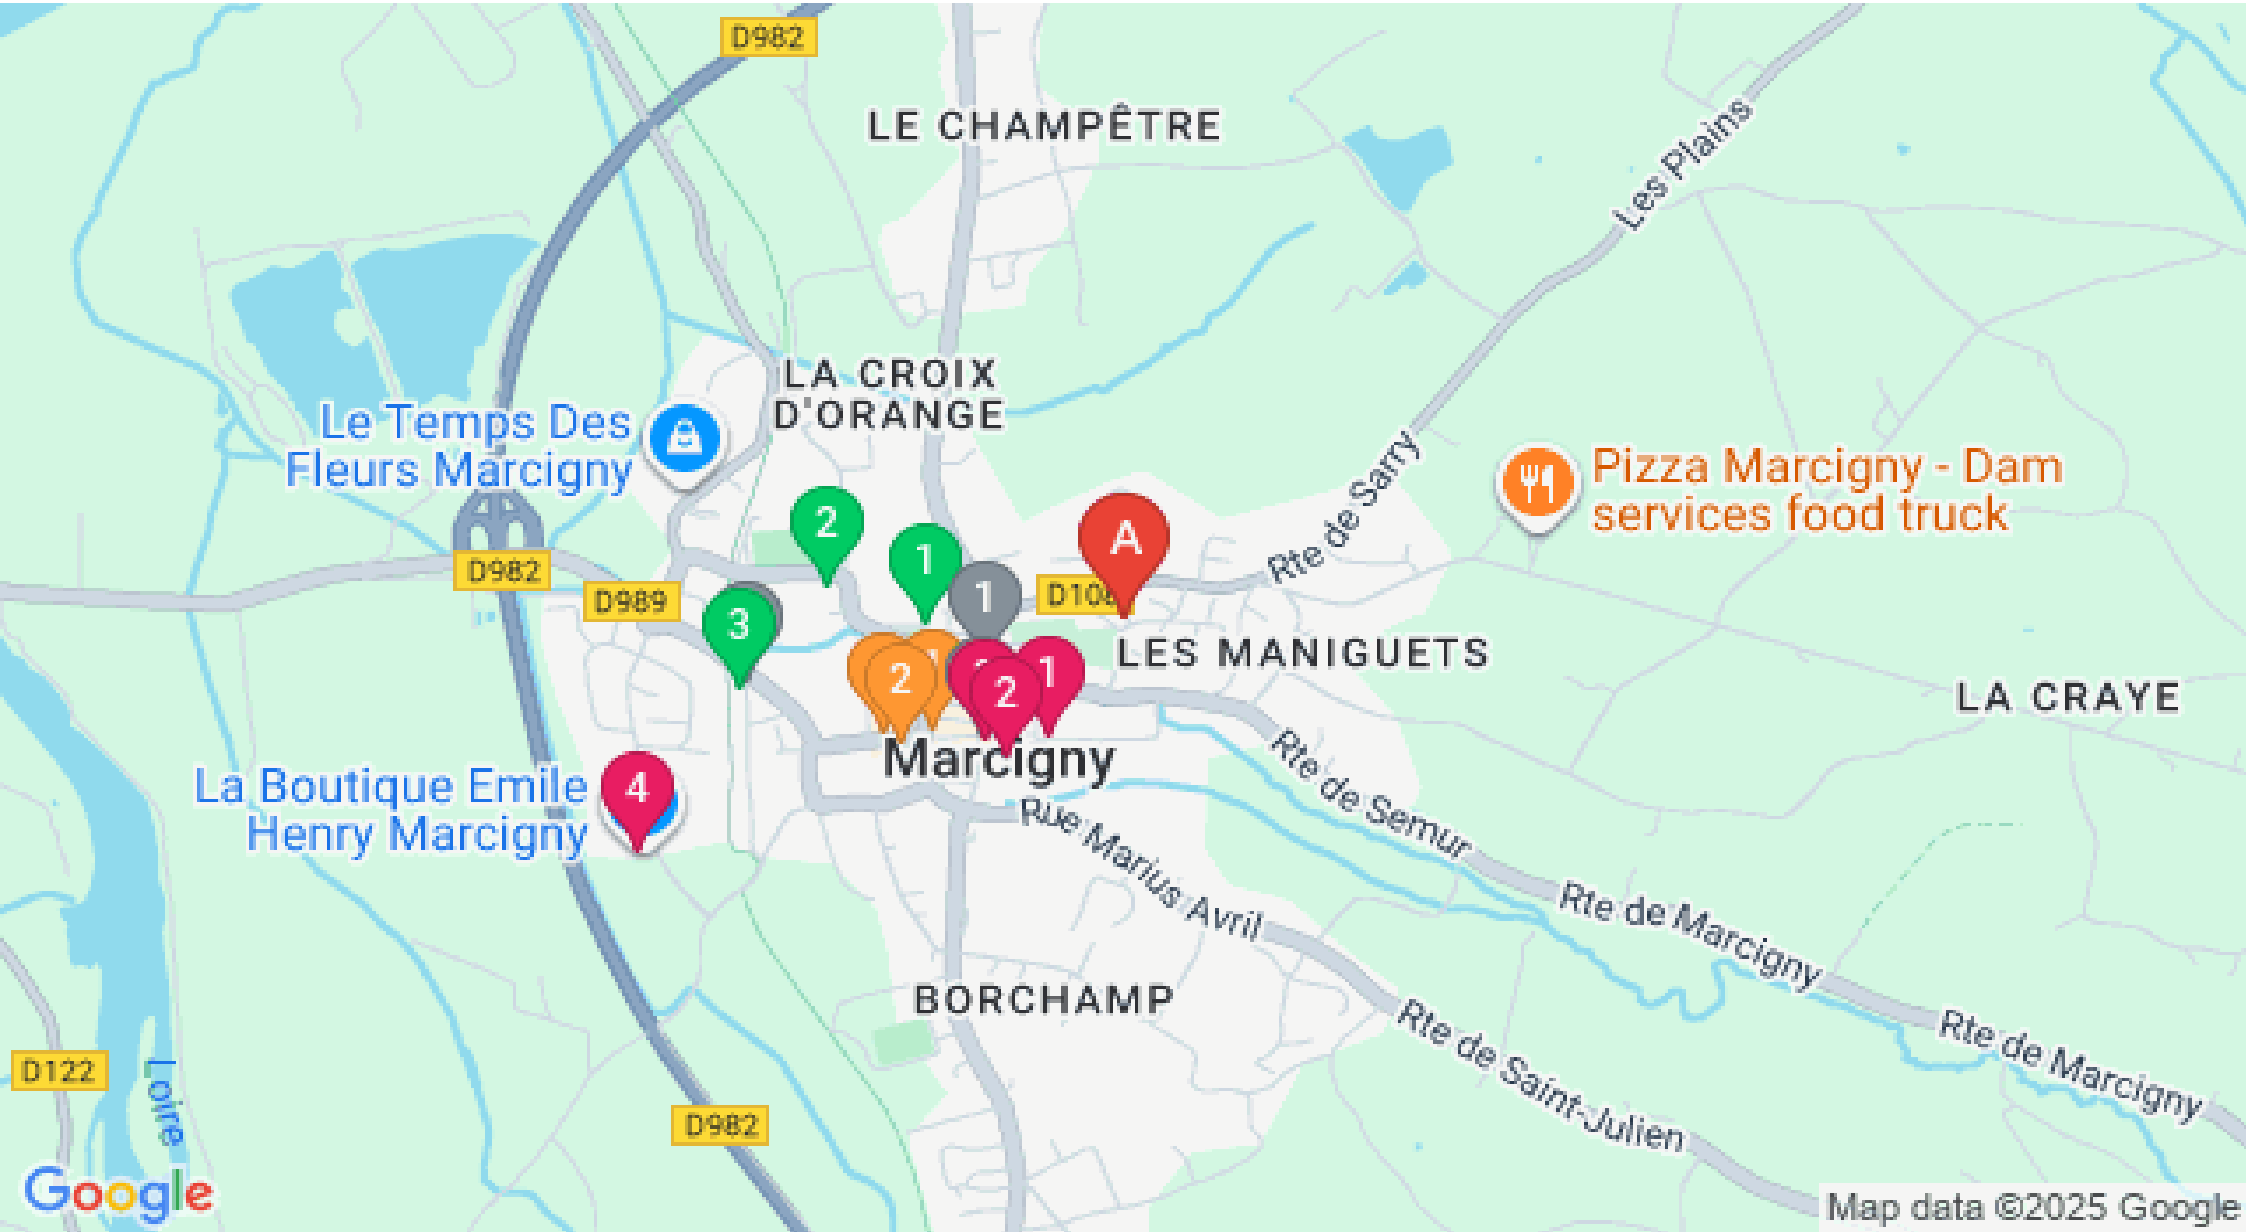 D982
LE CHAMPÊTRE
Les Plains
LA CROIX
D'ORANGE
Le Temps Des
Fleurs Marcigny
Rte de Sarry
Pizza Marcigny - Dam
services food truck
2
1
A
D982
D989
3
1
D108
LES MANIGUETS
2
1
2
1
LA CRAYE
Marcigny
La Boutique Emile
Henry Marcigny
4
Rte de Semur
Rue Marius Avril
Rte de Marcigny
BORCHAMP
Rte de Saint-Julien
Rte de Marcigny
D122
Loire
D982
Google
Map data ©2025 Google